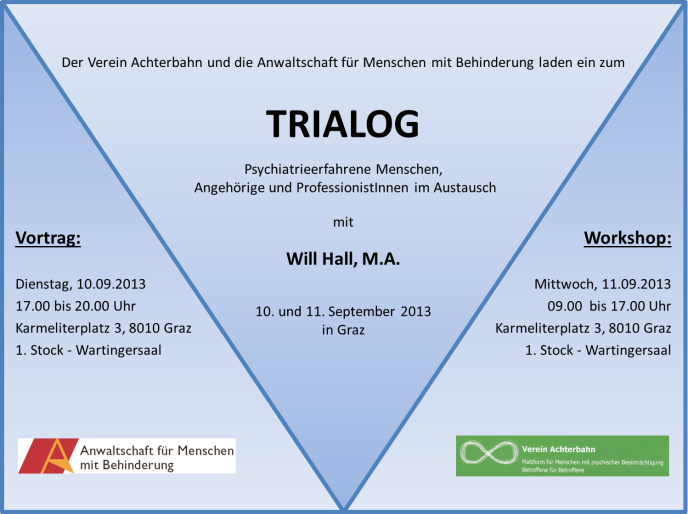 Der Verein Achterbahn und die Anwaltschaft für Menschen mit Behinderung laden ein zum
TRIALOG
Psychiatrieerfahrene Menschen,
Angehörige und ProfessionistInnen im Austausch
mit
Will Hall, M.A.
10. und 11. September 2013
in Graz
Vortrag:
Dienstag, 10.09.2013
17.00 bis 20.00 Uhr
Karmeliterplatz 3, 8010 Graz
1. Stock - Wartingersaal
Workshop:
Mittwoch, 11.09.2013
09.00 bis 17.00 Uhr
Karmeliterplatz 3, 8010 Graz
1. Stock - Wartingersaal
Anwaltschaft für Menschen
mit Behinderung
Verein Achterbahn
Plattform für Menschen mit psychischer Beeinträchtigung
Betroffene für Betroffene